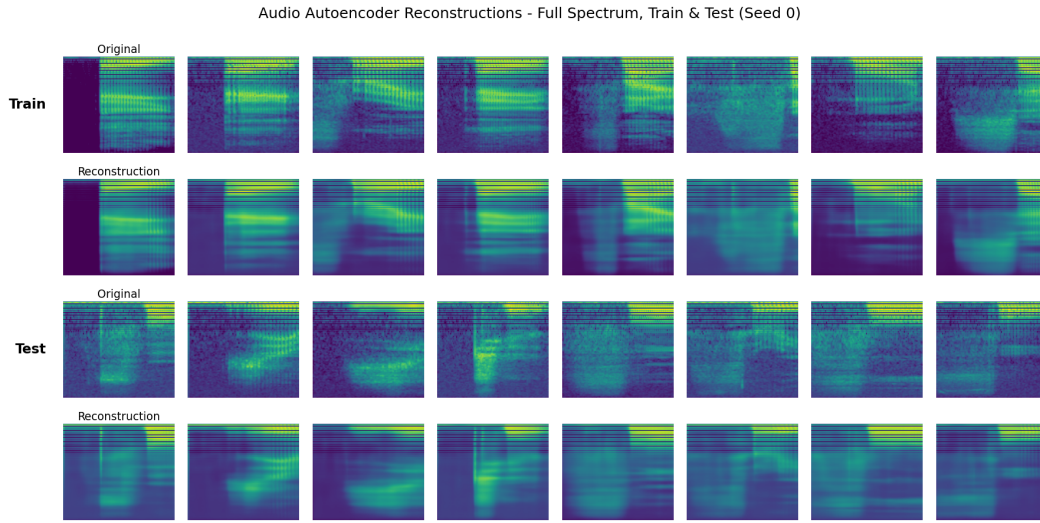 Audio Autoencoder Reconstructions - Full Spectrum, Train & Test (Seed 0)
Original
Train
Reconstruction
Original
Test
Reconstruction